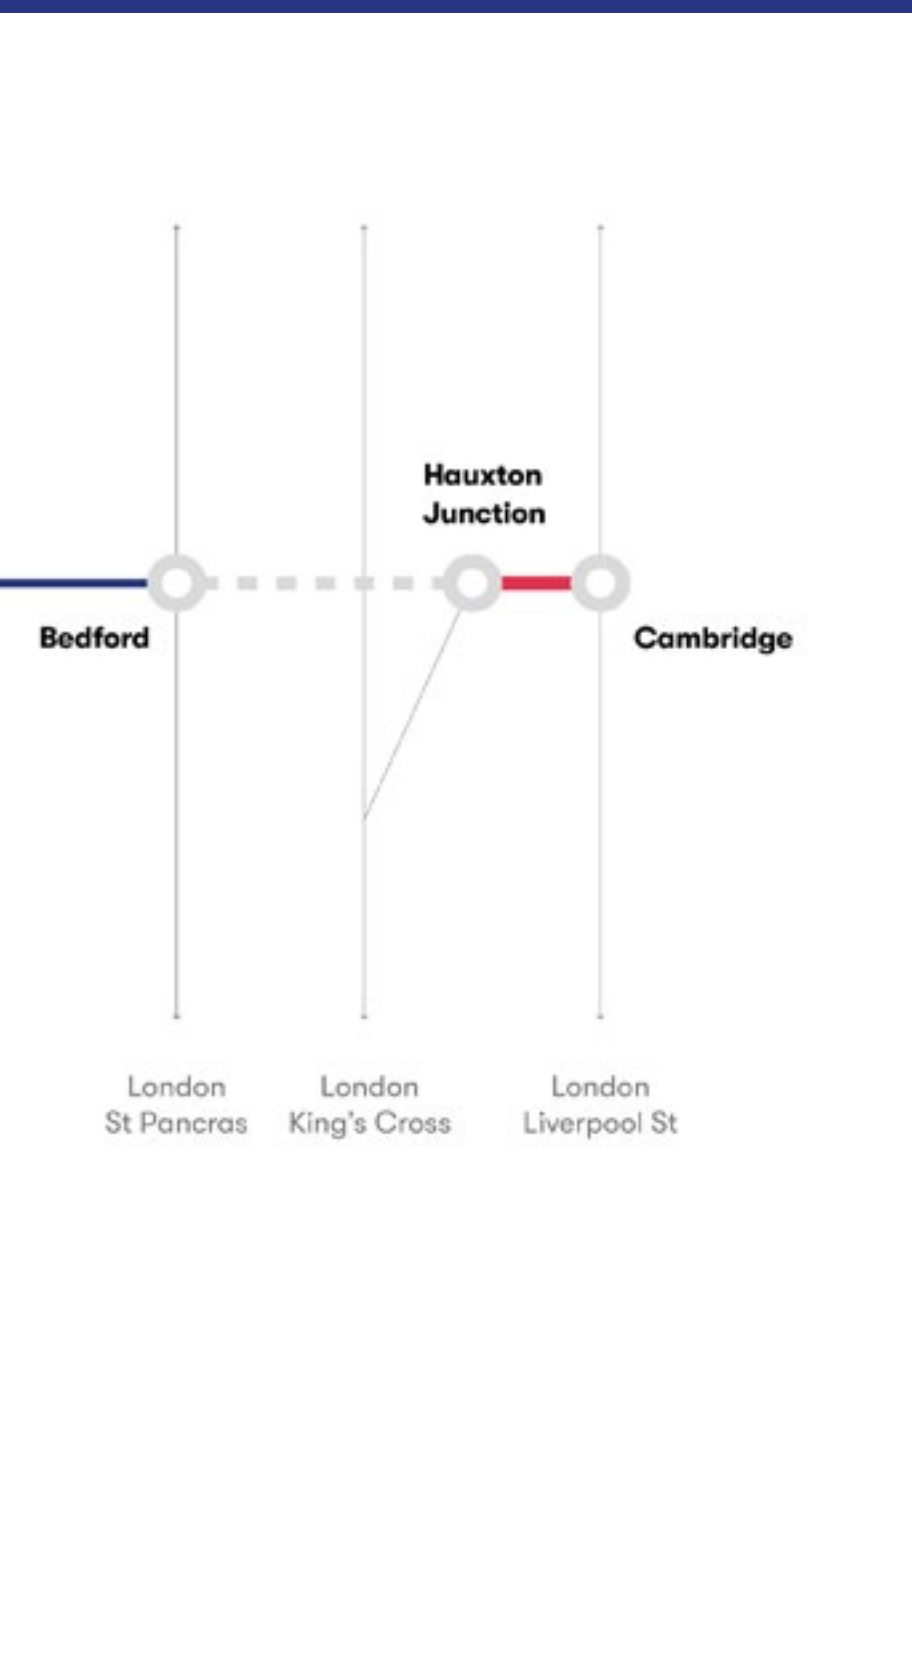 Hauxton
Junction
Bedford
Cambridge
London
St Pancras
London
King's Cross
London
Liverpool St